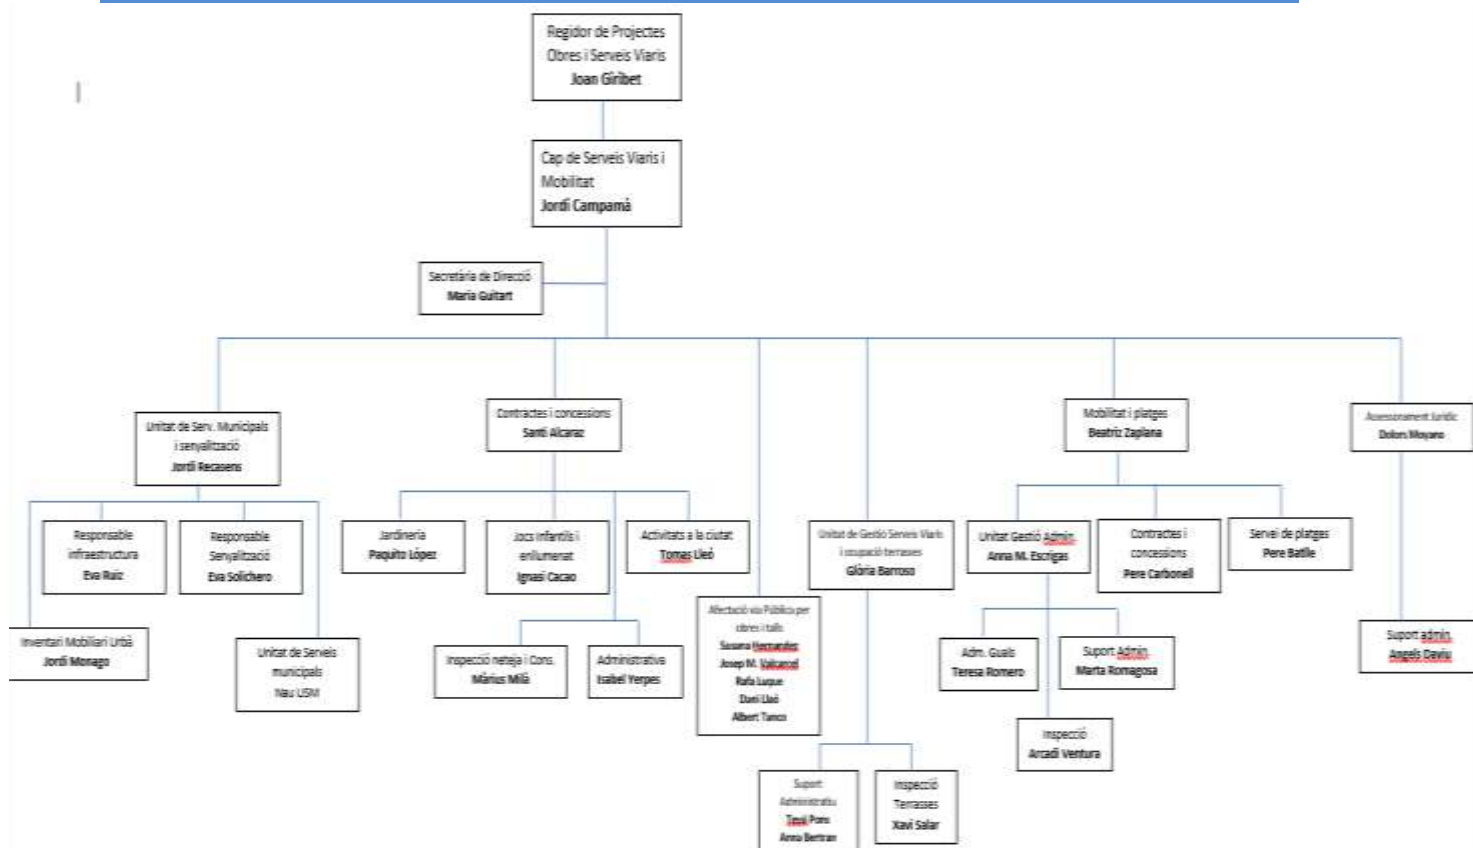 Regidor de Projectes
Obres i Serveis Viaris
Joan Giribet
Cap de Serveis Viaris i
Mobilitat
Jordi Campamà
Secretària de Direcció
Maria Guitart
Unitat de Serv. Municipals
i senyalització
Jordi Recasens
Contractes i concessions
Santi Alcaraz
Mobilitat i platges
Beatriz Zaplana
Assessorament Jurídic
Dolors Moyano
Responsable
infraestructura
Eva Ruiz
Responsable
Senyalització
Eva Solichero
Jardineria
Paquito López
Jocs infantils i
enllumenat
Ignasi Cacao
Activitats a la ciutat
Tomas Lleó
Unitat de Gestió Serveis Viaris
i ocupació terrasses
Glòria Barroso
Unitat Gestió Admin.
Anna M. Escrigas
Contractes i
concessions
Pere Carbonell
Servei de platges
Pere Batlle
Inventari Mobiliari Urbà
Jordi Monago
Unitat de Serveis
municipals
Nau USM
Inspecció neteja i Cons.
Màrius Milà
Administrativa
Isabel Yerpes
Afectació via Pública per
obres i talls
Susana Hernandez
Josep M. Valcarcel
Rafa Luque
Dani Lleó
Albert Tanco
Adm. Guals
Teresa Romero
Suport Admin.
Marta Romagosa
Suport admin.
Angels Daviu
Inspecció
Arcadi Ventura
Suport
Administratiu
Pons
Anna Bertran
Inspecció
Terrasses
Xavi Salar